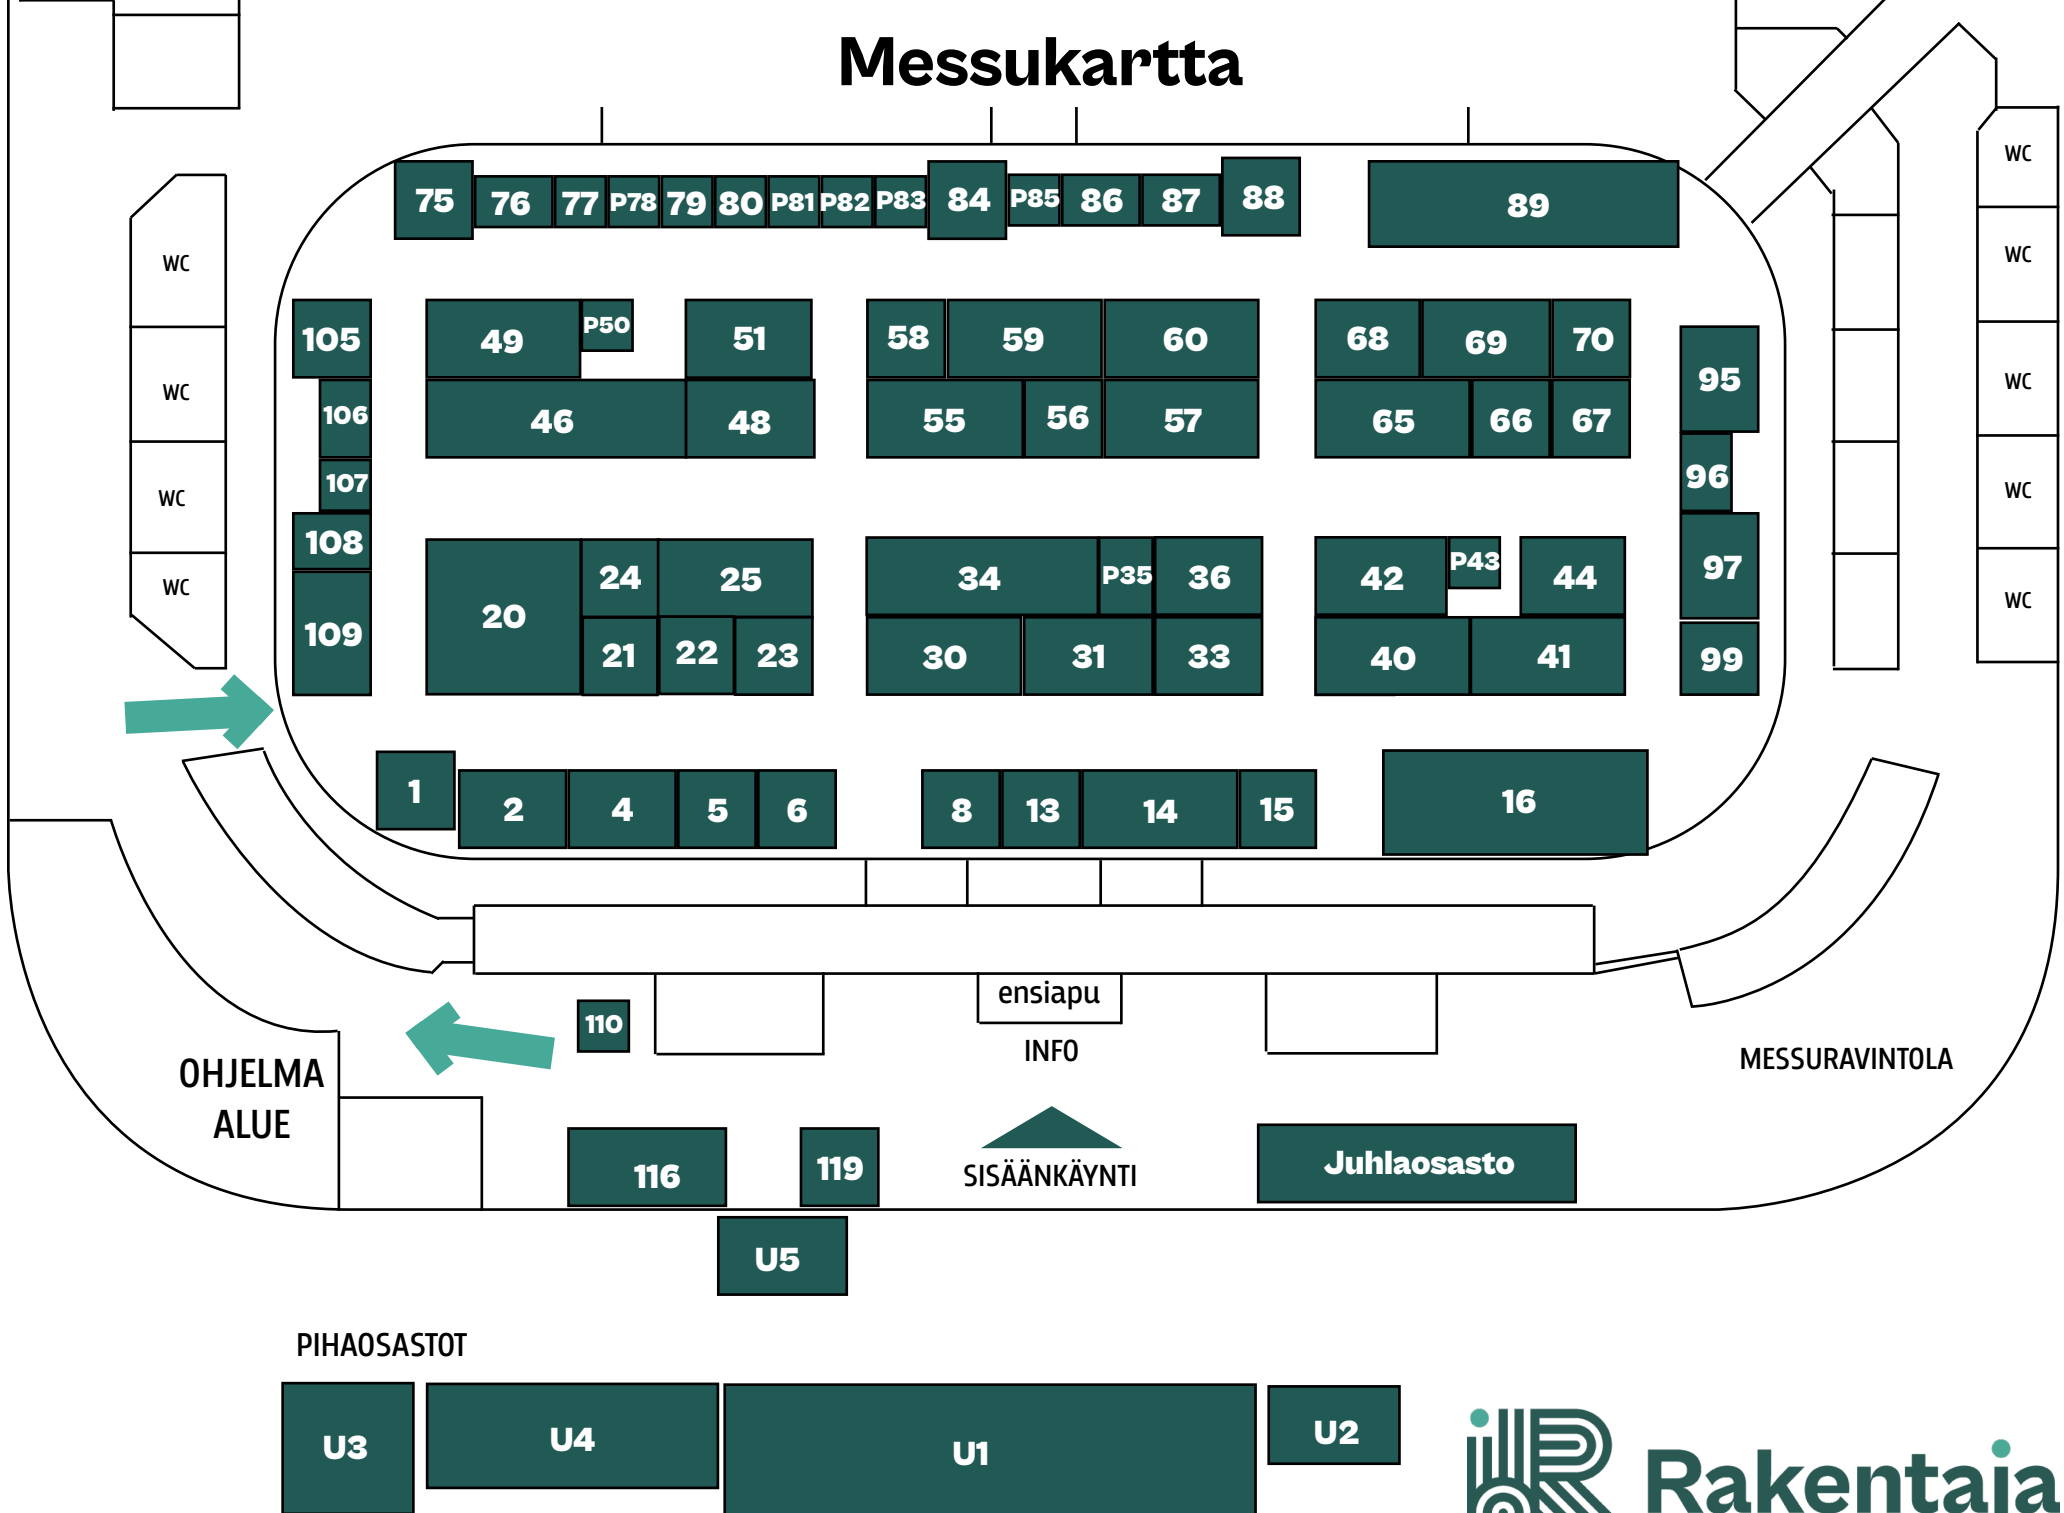 Messukartta
75 76 77 P78 79 80 P81 P82 P83 84 P85 86 87 88 89
WC
WC
WC
WC
WC
WC
WC
WC
WC
105
106
107
108
109
49 P50 51
46 48
58 59 60
55 56 57
68 69 70
65 66 67
95
96
97
99
20 24 25
21 22 23
34 P35 36
30 31 33
42 P43 44
40 41
1 2 4 5 6 8 13 14 15 16
ensiapu
INFO
110
OHJELMA
ALUE
MESSURAVINTOLA
116 119
SISÄÄNKÄYNTI
Juhlaosasto
U5
PIHAOSASTOT
U3 U4 U1 U2
Rakentaja